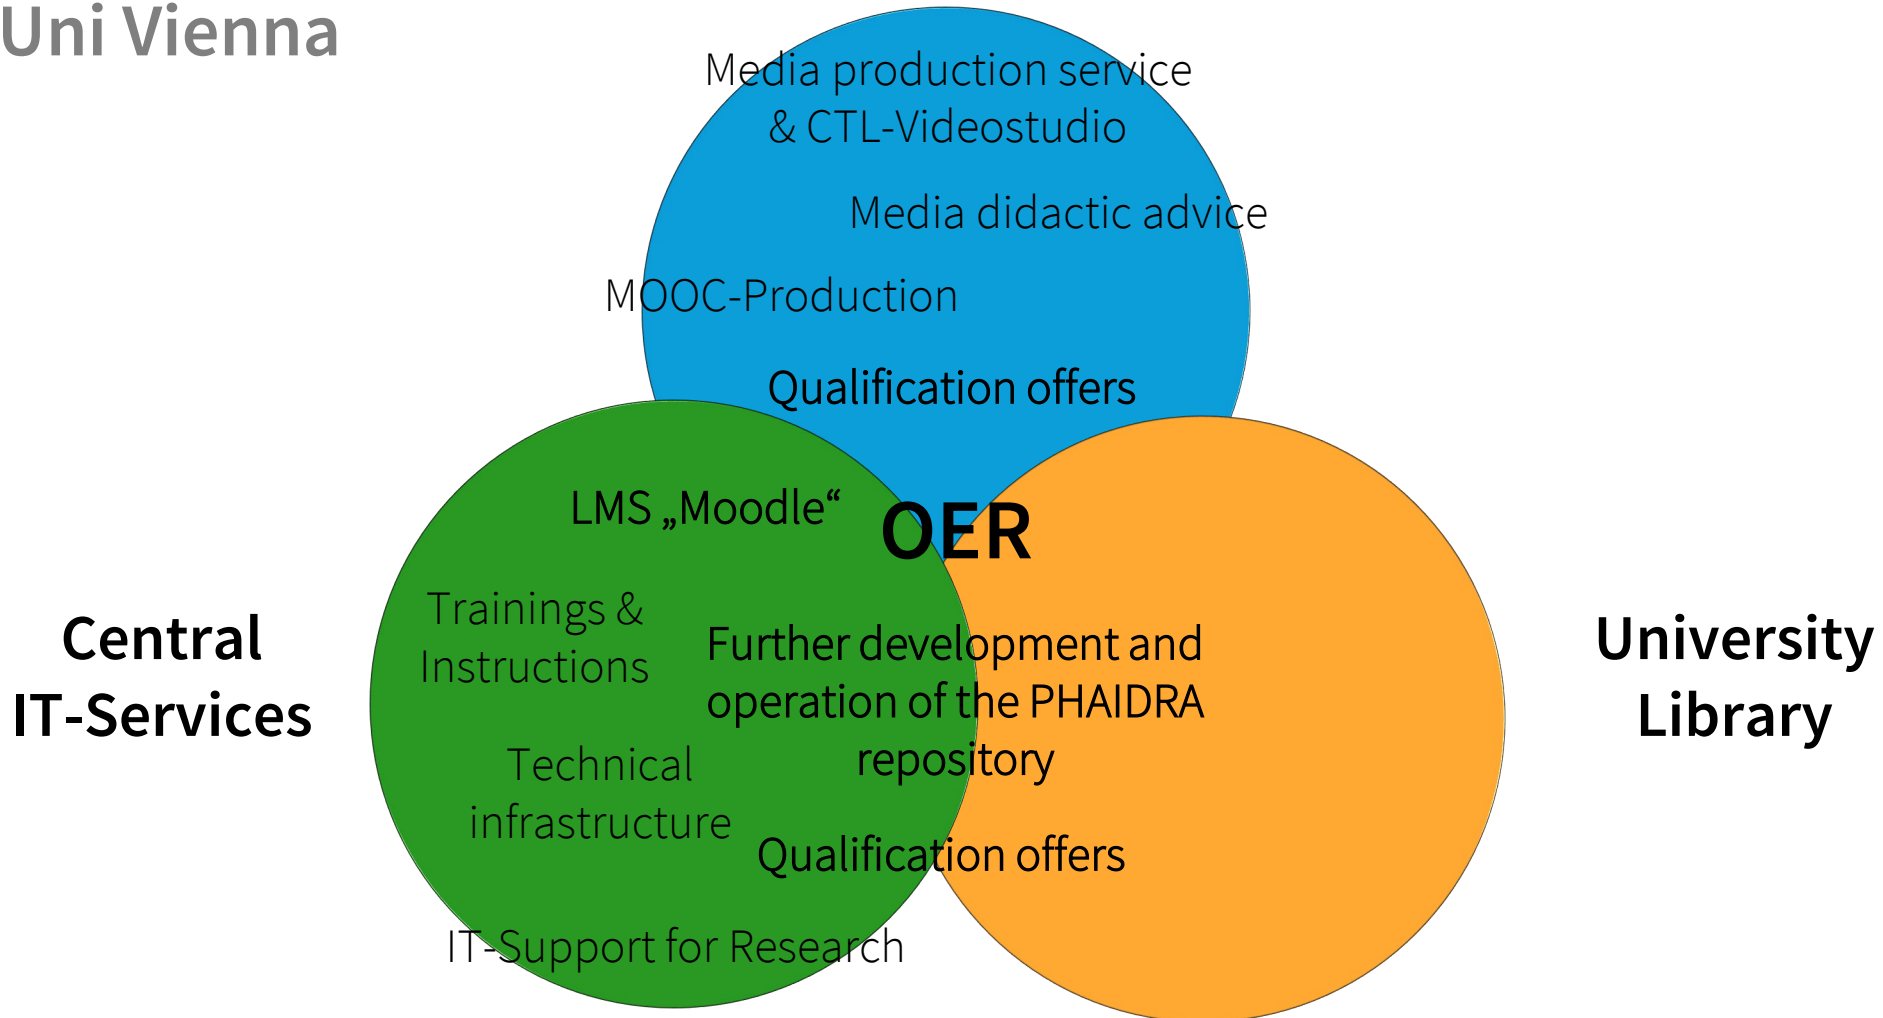 Uni Vienna
Media production service
& CTL-Videostudio
Media didactic advice
MOOC-Production
Qualification offers
LMS „Moodle“
OER
Central
IT-Services
Trainings &
Instructions
Further development and
operation of the PHAIDRA
repository
University
Library
Technical
infrastructure
Qualification offers
IT-Support for Research